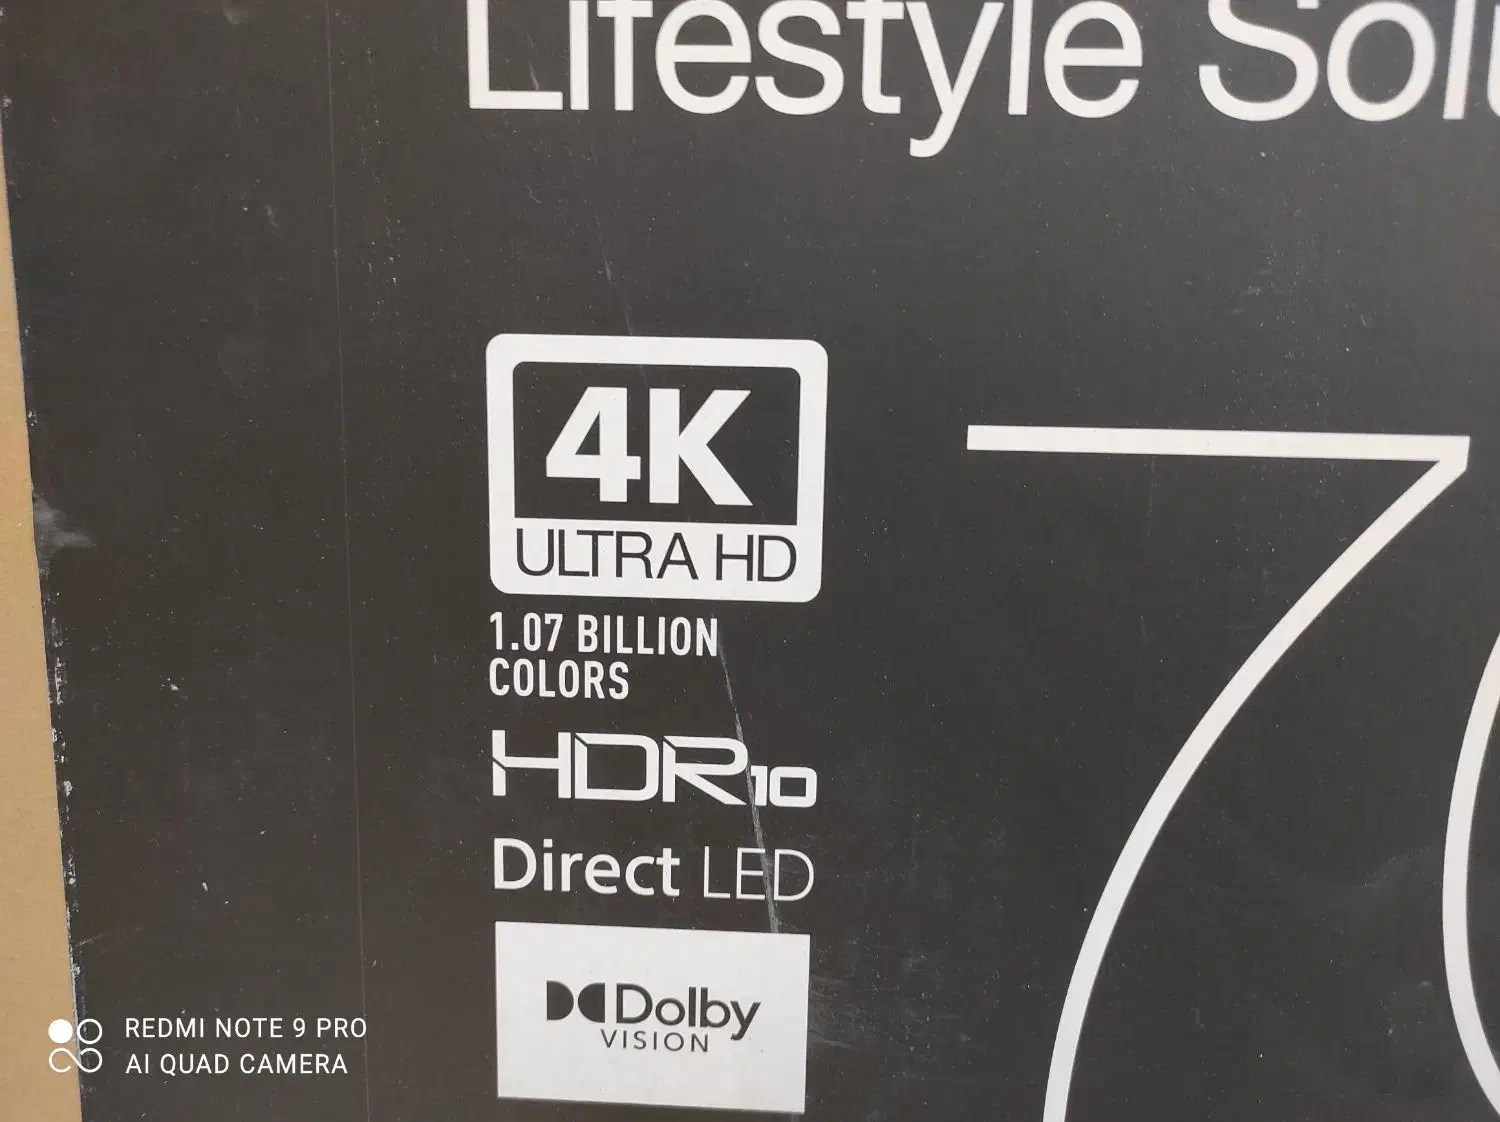 Lifestyle Solu
4K
ULTRA HD
1.07 BILLION
COLORS
HDR10
Direct LED
Dolby
VISION
7
REDMI NOTE 9 PRO
AI QUAD CAMERA